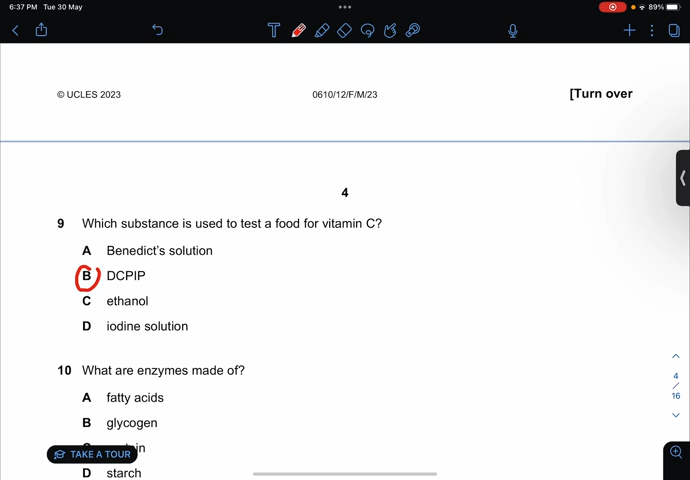 6:37 PM Tue 30 May
89%
© UCLES 2023
0610/12/F/M/23
[Turn over
4
9 Which substance is used to test a food for vitamin C?
A Benedict's solution
B DCPIP
C ethanol
D iodine solution
10 What are enzymes made of?
A fatty acids
B glycogen
TAKE A TOUR
D starch
4
/
16